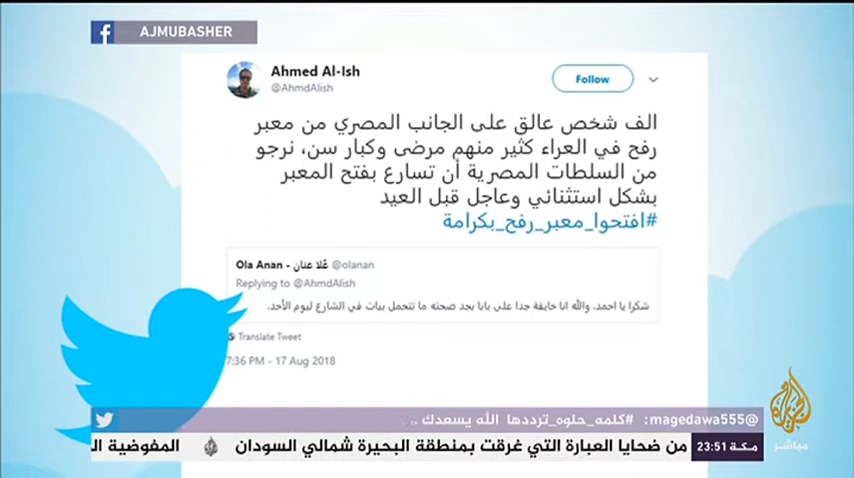 AJMUBASHER
Ahmed Al-Ish
@AhmdAlish
Follow
الف شخص عالق على الجانب المصري من معبر
رفح في العراء كثير منهم مرضى وكبار سن، نرجو
من السلطات المصرية أن تسارع بفتح المعبر
بشكل استثنائي وعاجل قبل العيد
#افتحوا_معبر_رفح_بكرامة
Ola Anan - عُلا عنان @olanan
Replying to @AhmdAlish
شكرا يا احمد. والله انا خايفة جدا على بابا بجد صحته ما تتحمل بيات في الشارع ليوم الأحد.
Translate Tweet
7:36 PM - 17 Aug 2018
@magedawa555: #كلمه_حلوه_ترددها الله يسعدك ..
الجزيرة
مباشر
مكة 23:51
من ضحايا العبارة التي غرقت بمنطقة البحيرة شمالي السودان
المفوضية ال